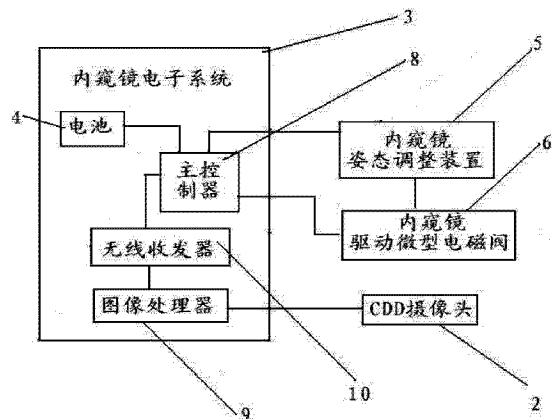 3
内窥镜电子系统
8
5
4
电池
内窥镜
姿态调整装置
主控
制器
6
内窥镜
驱动微型电磁阀
无线收发器
图像处理器
CDD摄像头
9
10
2